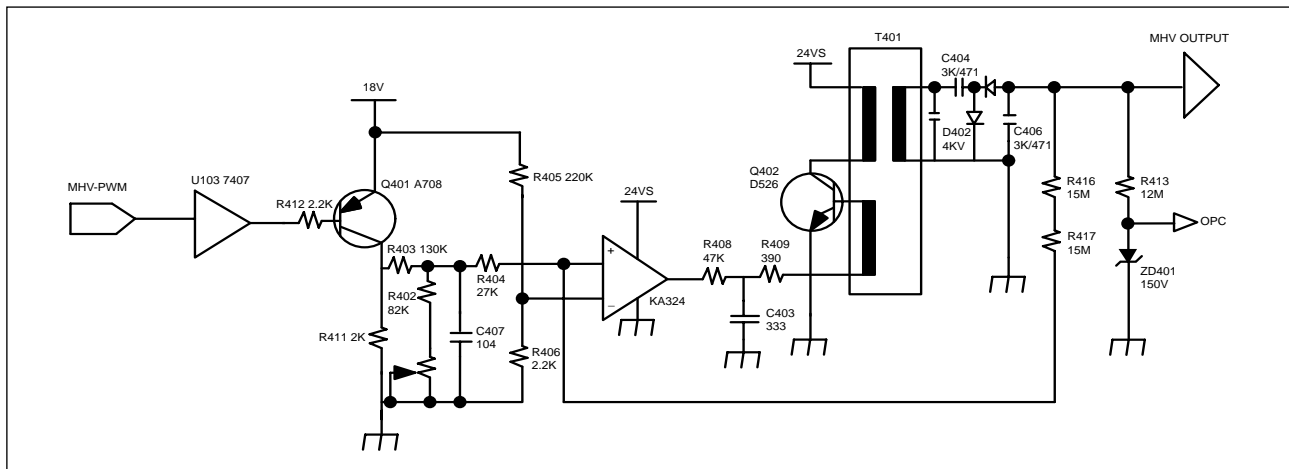 T401
MHV OUTPUT
24VS
C404
3K/471
18V
D402
4KV
C406
3K/471
Q401 A708
R405 220K
Q402
D526
MHV-PWM
U103 7407
R412 2.2K
24VS
R416
15M
R413
12M
R403 130K
+
R408
47K
R409
390
OPC
R417
15M
R404
27K
R402
82K
−
KA324
ZD401
150V
R411 2K
C407
104
R406
2.2K
C403
333